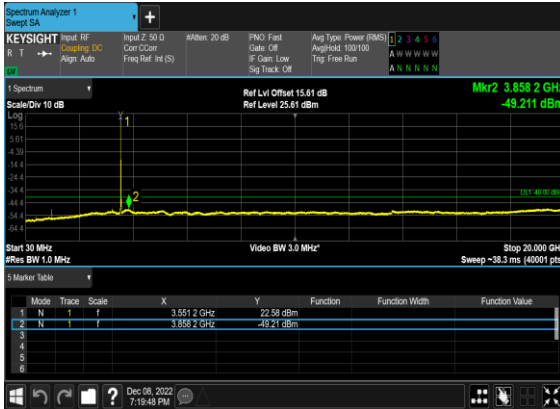 Spectrum Analyzer 1
Swept SA
+
KEYSIGHT Input: RF Input Z: 50 Ω #Atten: 20 dB PNO: Fast Avg Type: Power (RMS) 1 2 3 4 5 6
R T Coupling: DC Corr CCorr Gate: Off Avg|Hold: 100/100 A W W W W W
Align: Auto Freq Ref: Int (S) IF Gain: Low Trig: Free Run
Sig Track: Off A N N N N N
1 Spectrum Ref Lvl Offset 15.61 dB Mkr2 3.858 2 GHz
Scale/Div 10 dB Ref Level 25.61 dBm -49.211 dBm
Log
15.6
5.61
-4.39
-14.4
-24.4
-34.4
-44.4
-54.4
1
2
DL1 -40.00 dBm
Start 30 MHz Video BW 3.0 MHz* Stop 20.000 GHz
#Res BW 1.0 MHz Sweep ~38.3 ms (40001 pts)
5 Marker Table
Mode Trace Scale X Y Function Function Width Function Value
1 N 1 f 3.551 2 GHz 22.58 dBm
2 N 1 f 3.858 2 GHz -49.21 dBm
3
4
5
6
? Dec 08, 2022
7:19:48 PM